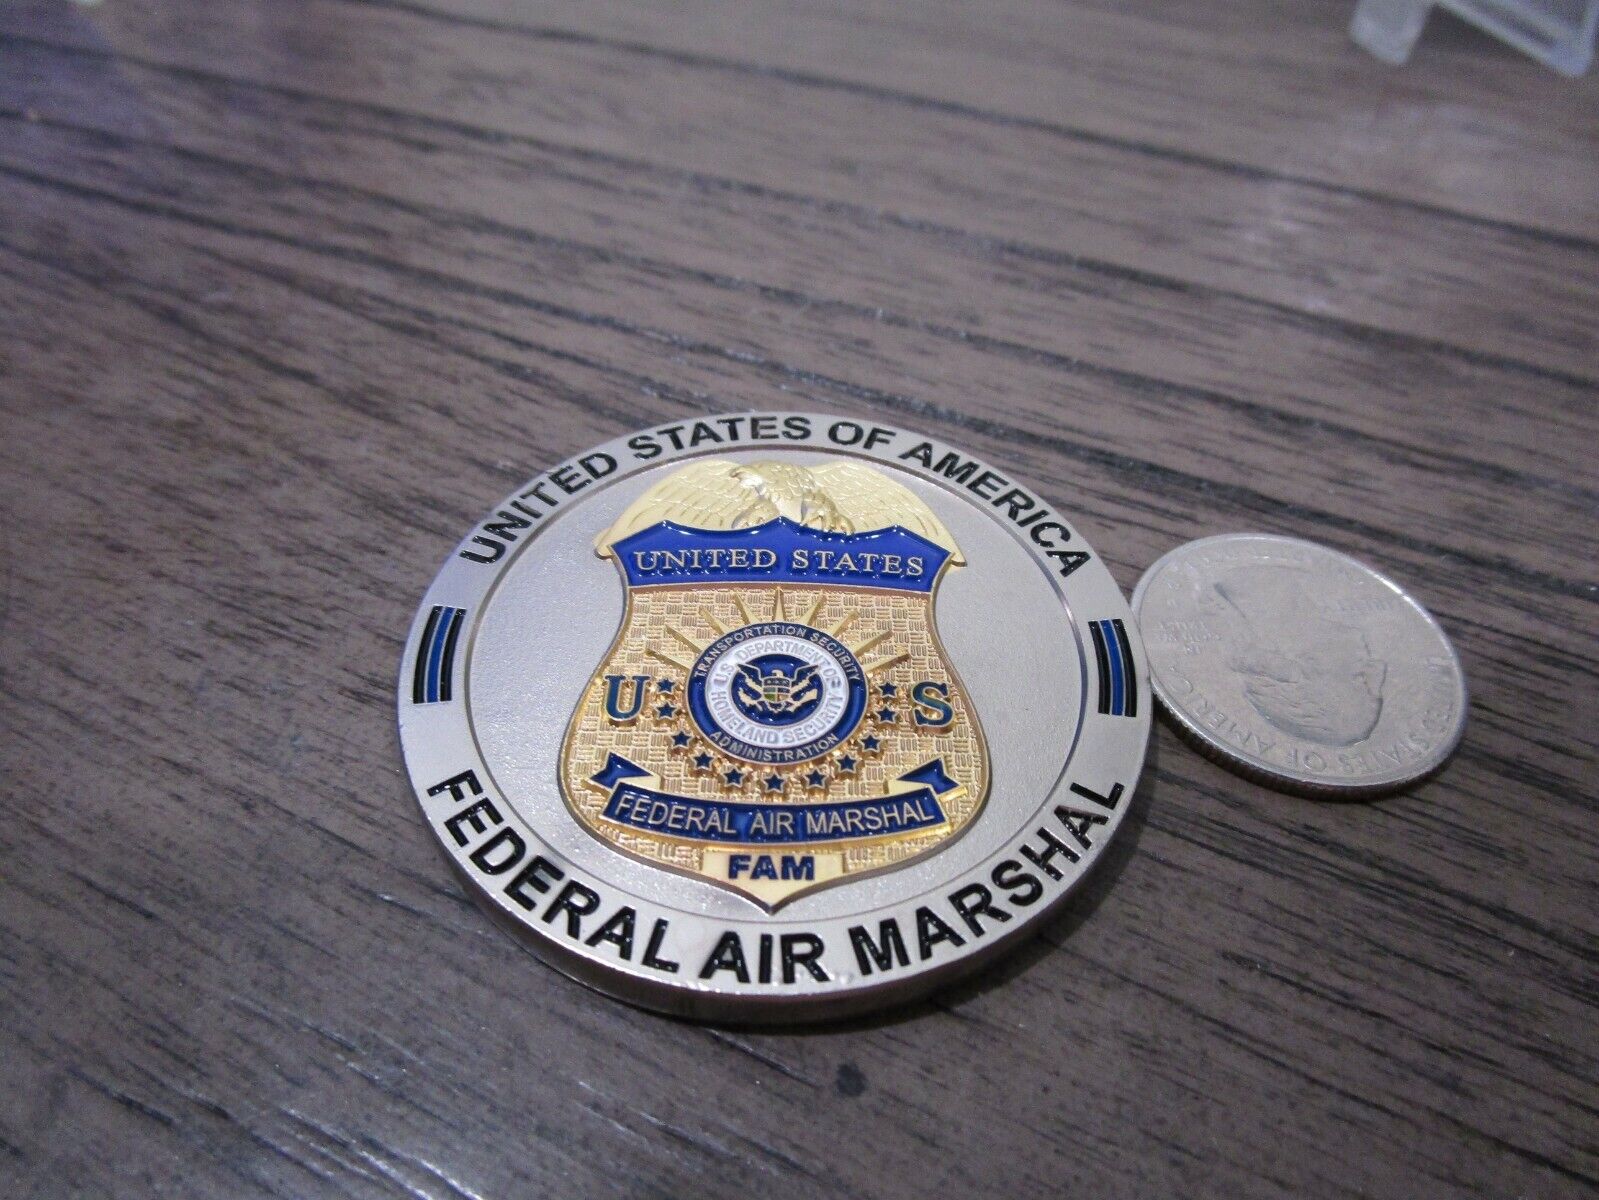 UNITED STATES OF AMERICA
UNITED STATES
TRANSPORTATION SECURITY
U.S. DEPARTMENT OF
HOMELAND SECURITY
ADMINISTRATION
U S
FEDERAL AIR MARSHAL
FAM
FEDERAL AIR MARSHAL
STATES OF AMERICA